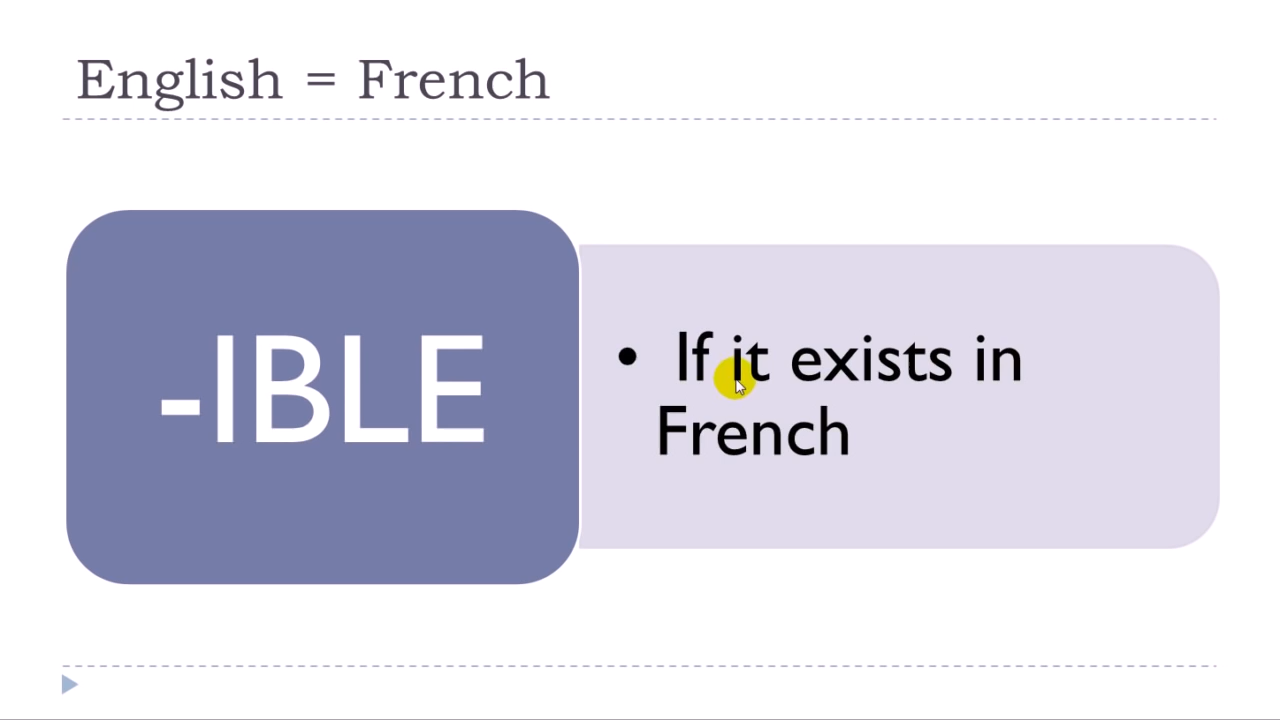 English = French
-IBLE
• If it exists in
French